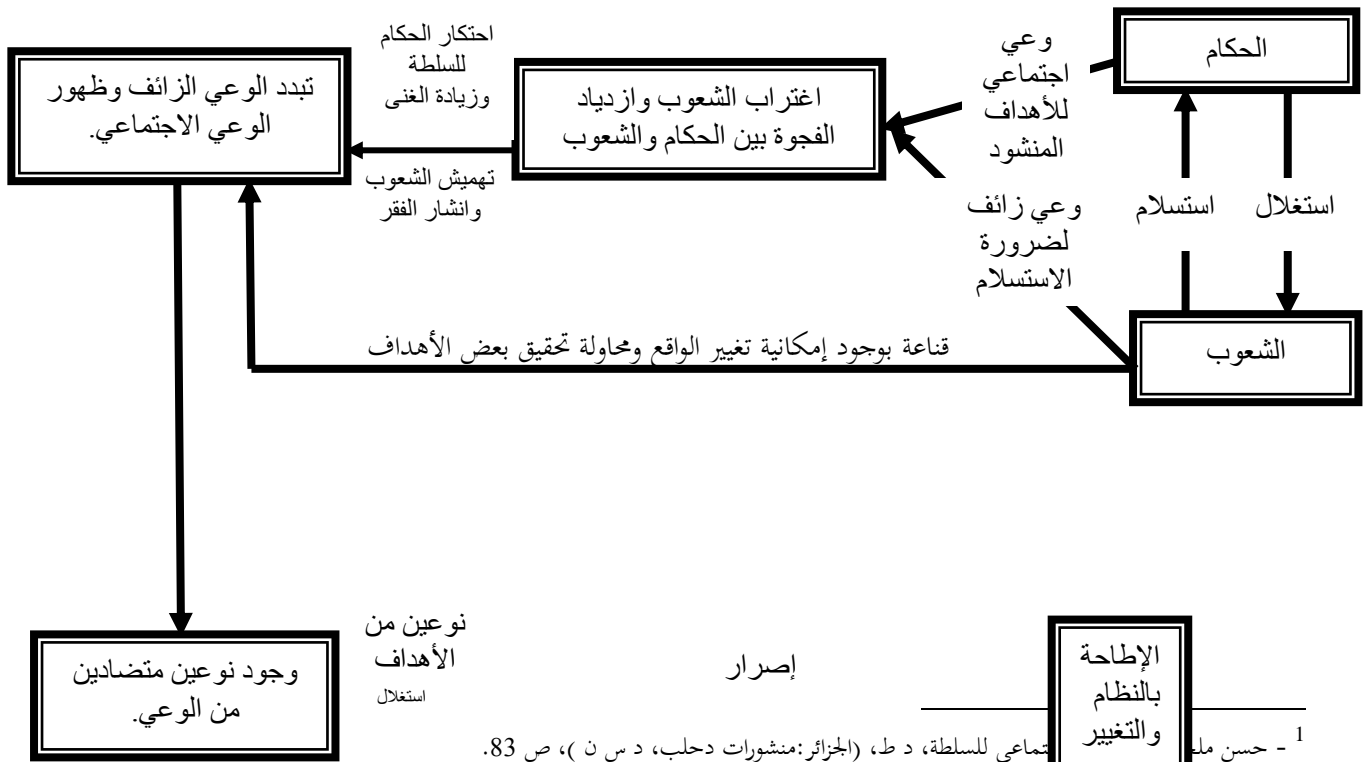 الحكام
وعي
اجتماعي
للأهداف
المنشود
احتكار الحكام
للسلطة
وزيادة الغنى
اغتراب الشعوب وازدياد
الفجوة بين الحكام والشعوب
تبدد الوعي الزائف وظهور
الوعي الاجتماعي.
تهميش الشعوب
وانشار الفقر
استغلال
استسلام
وعي زائف
لضرورة
الاستسلام
الشعوب
قناعة بوجود إمكانية تغيير الواقع ومحاولة تحقيق بعض الأهداف
الإطاحة
بالنظام
والتغيير
إصرار
نوعين من
الأهداف
استغلال
وجود نوعين متضادين
من الوعي.
1 - حسن للسلطة، د ط، (الجزائر:منشورات دحلب، د س ن )، ص 83.